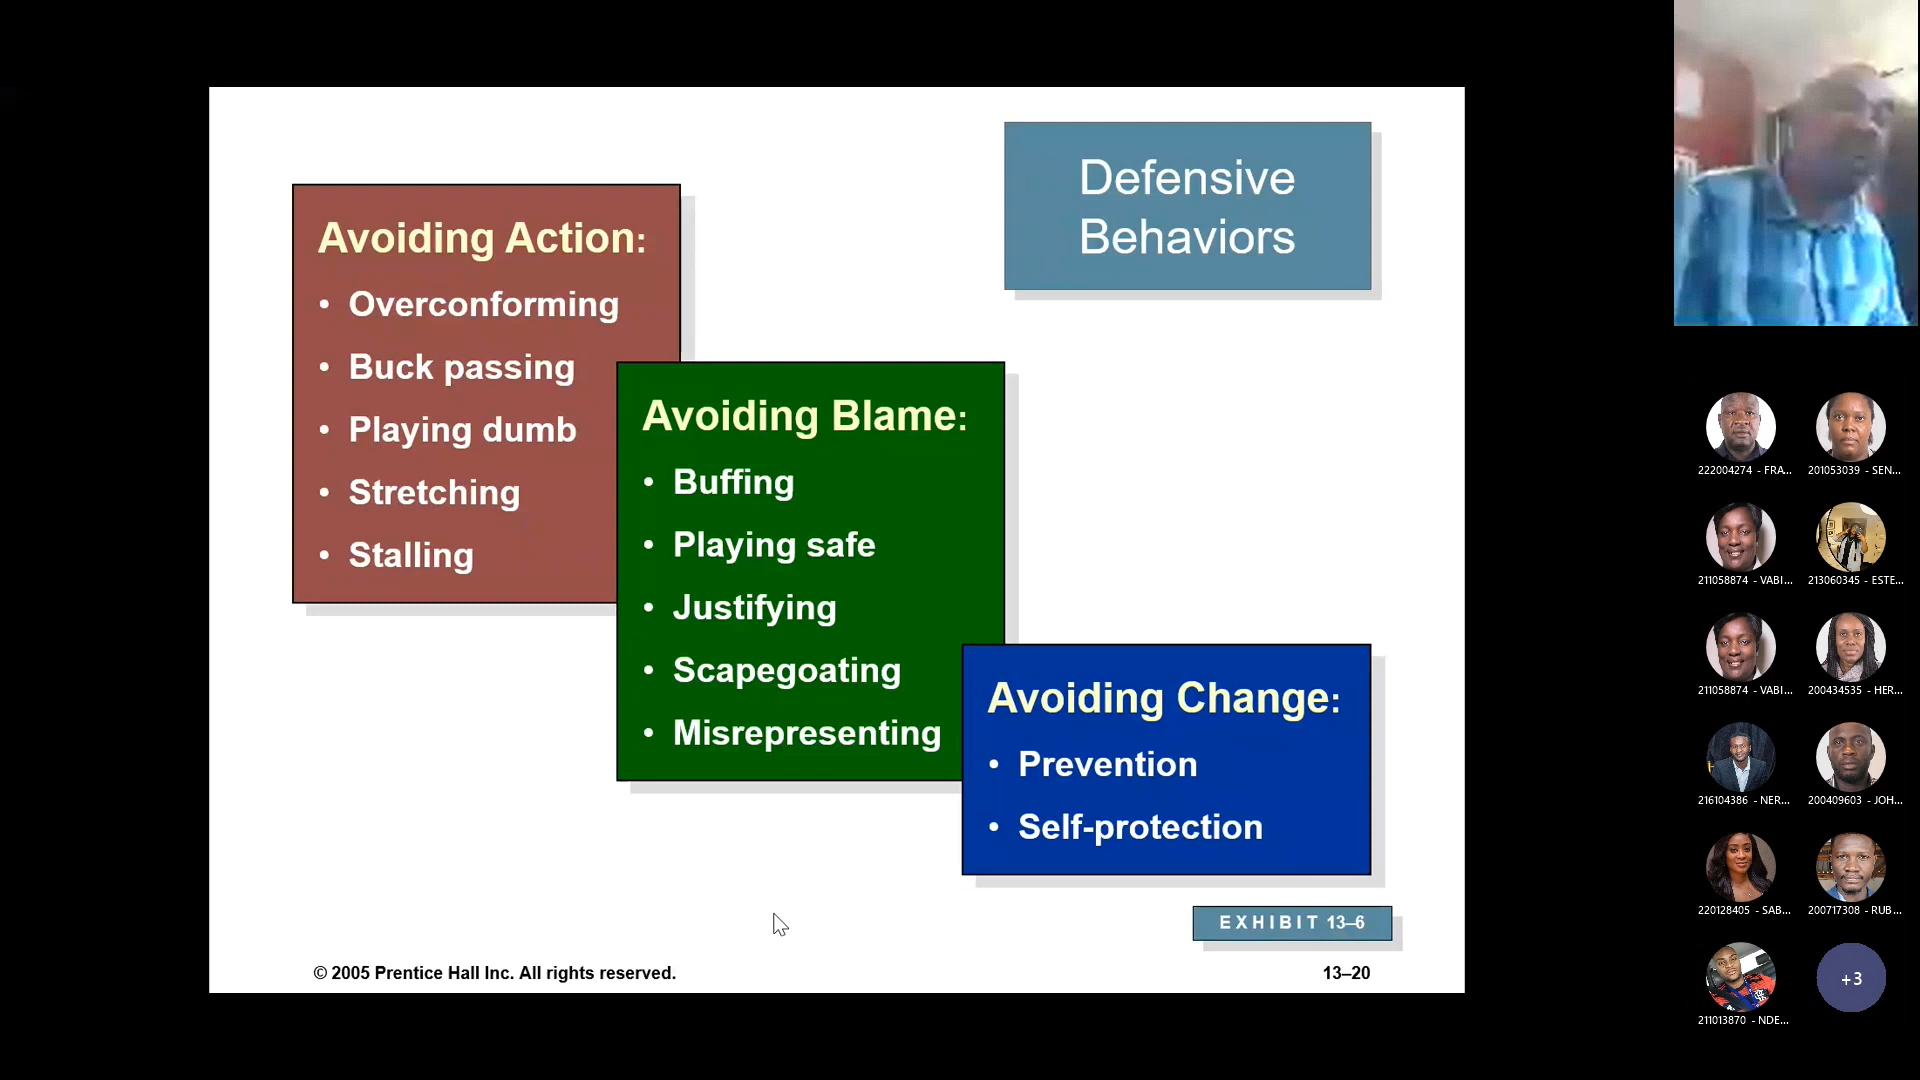 Defensive
Behaviors
Avoiding Action:
• Overconforming
• Buck passing
• Playing dumb
• Stretching
• Stalling
Avoiding Blame:
• Buffing
• Playing safe
• Justifying
• Scapegoating
• Misrepresenting
Avoiding Change:
• Prevention
• Self-protection
EXHIBIT 13–6
© 2005 Prentice Hall Inc. All rights reserved.
13–20
222004274 - FRA...
201053039 - SEN...
211058874 - VABI...
213060345 - ESTE...
211058874 - VABI...
200434535 - HER...
216104386 - NER...
200409603 - JOH...
220128405 - SAB...
200717308 - RUB...
211013870 - NDE...
+3